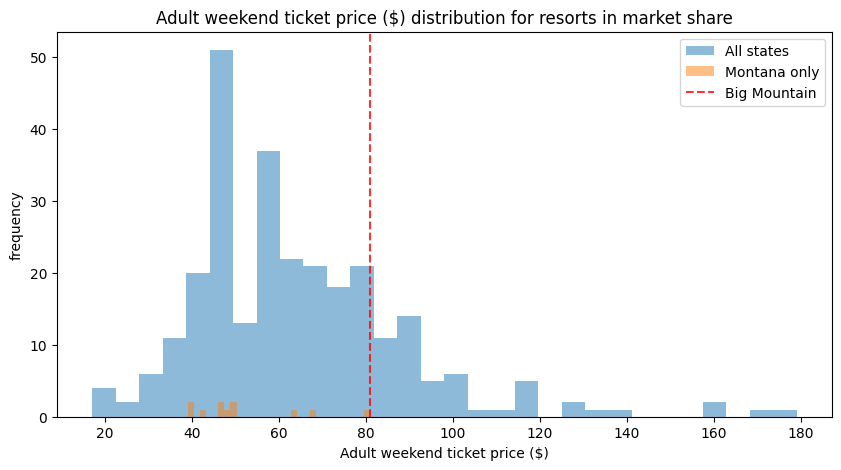 Adult weekend ticket price ($) distribution for resorts in market share
All states
Montana only
Big Mountain
frequency
50
40
30
20
10
0
20 40 60 80 100 120 140 160 180
Adult weekend ticket price ($)